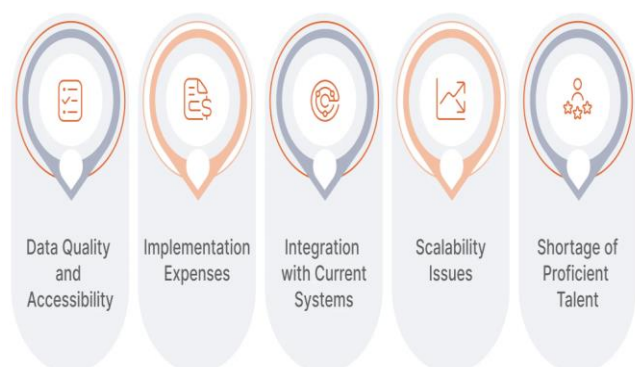 Data Quality
and
Accessibility
Implementation
Expenses
Integration
with Current
Systems
Scalability
Issues
Shortage of
Proficient
Talent